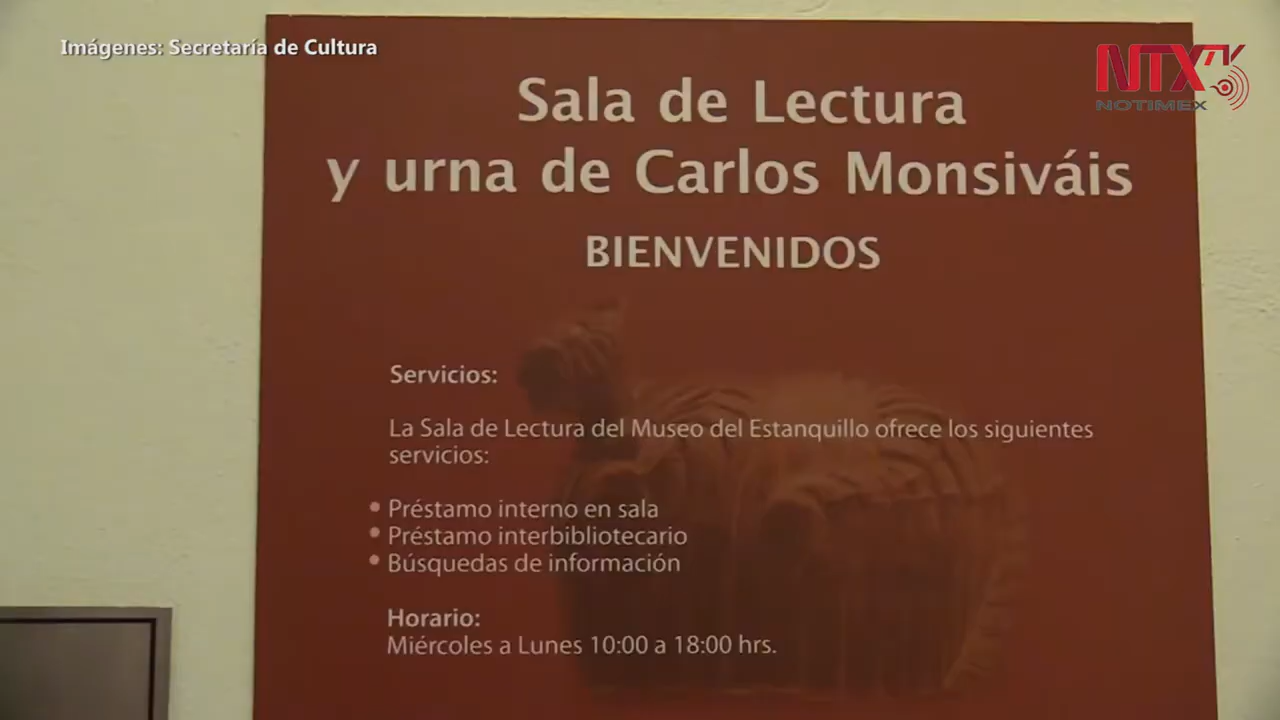 Imágenes: Secretaría de Cultura
NTXTV
NOTIMEX
Sala de Lectura
y urna de Carlos Monsiváis
BIENVENIDOS
Servicios:
La Sala de Lectura del Museo del Estanquillo ofrece los siguientes
servicios:
• Préstamo interno en sala
• Préstamo interbibliotecario
• Búsquedas de información
Horario:
Miércoles a Lunes 10:00 a 18:00 hrs.